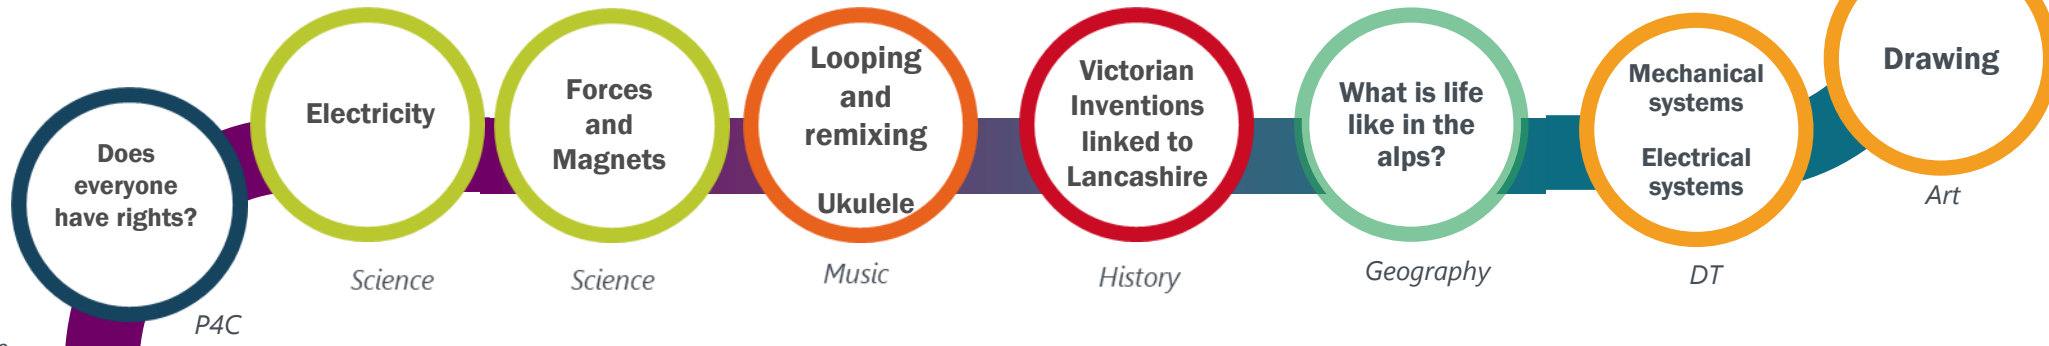 Does
everyone
have rights?
P4C
Electricity
Science
Forces
and
Magnets
Science
Looping
and
remixing
Ukulele
Music
Victorian
Inventions
linked to
Lancashire
History
What is life
like in the
alps?
Geography
Mechanical
systems
Electrical
systems
DT
Drawing
Art